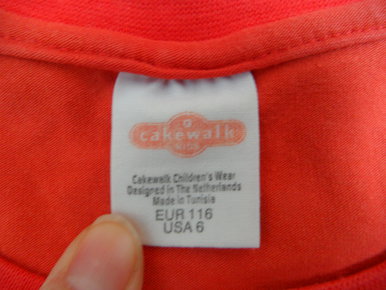 cakewalk
KIDS
Cakewalk Children's Wear
Designed in The Netherlands
Made in Tunisia
EUR 116
USA 6